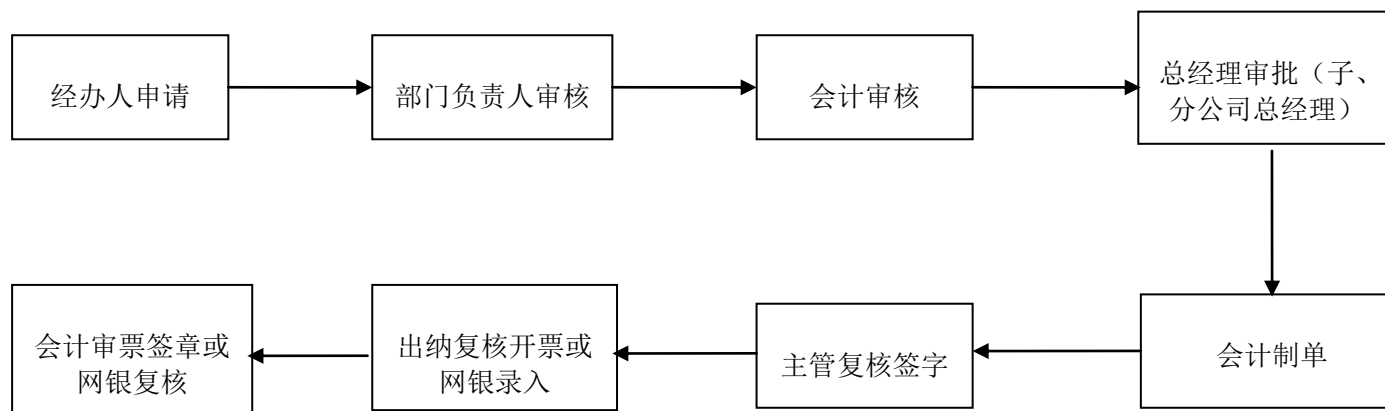 经办人申请
部门负责人审核
会计审核
总经理审批（子、
分公司总经理）
会计审票签章或
网银复核
出纳复核开票或
网银录入
主管复核签字
会计制单